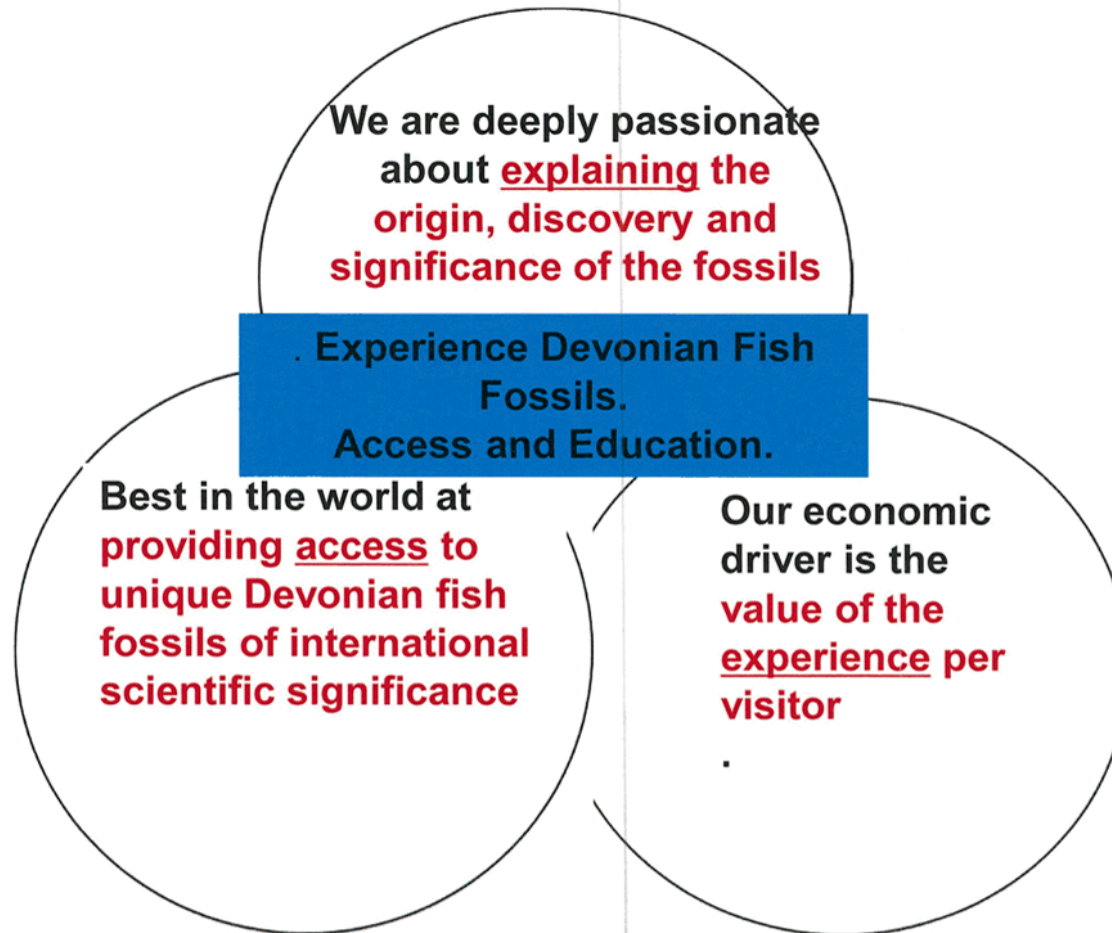 We are deeply passionate
about explaining the
origin, discovery and
significance of the fossils
. Experience Devonian Fish
Fossils.
Access and Education.
Best in the world at
providing access to
unique Devonian fish
fossils of international
scientific significance
Our economic
driver is the
value of the
experience per
visitor
.